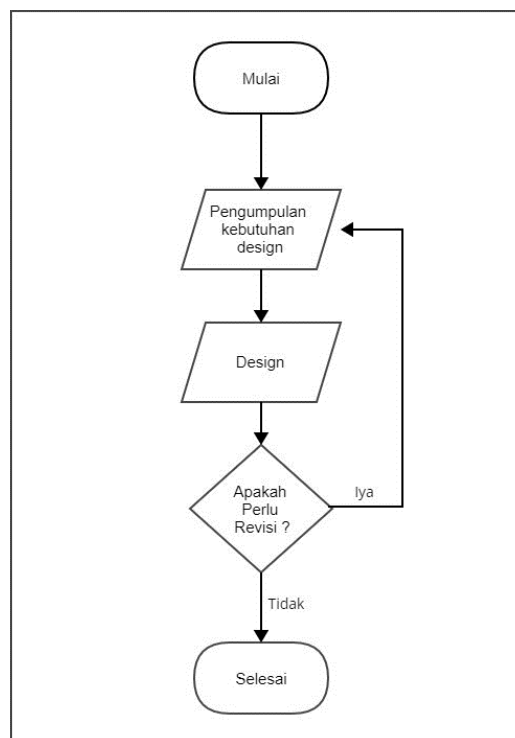 Mulai
Pengumpulan
kebutuhan
design
Design
Apakah
Perlu
Revisi ?
Iya
Tidak
Selesai